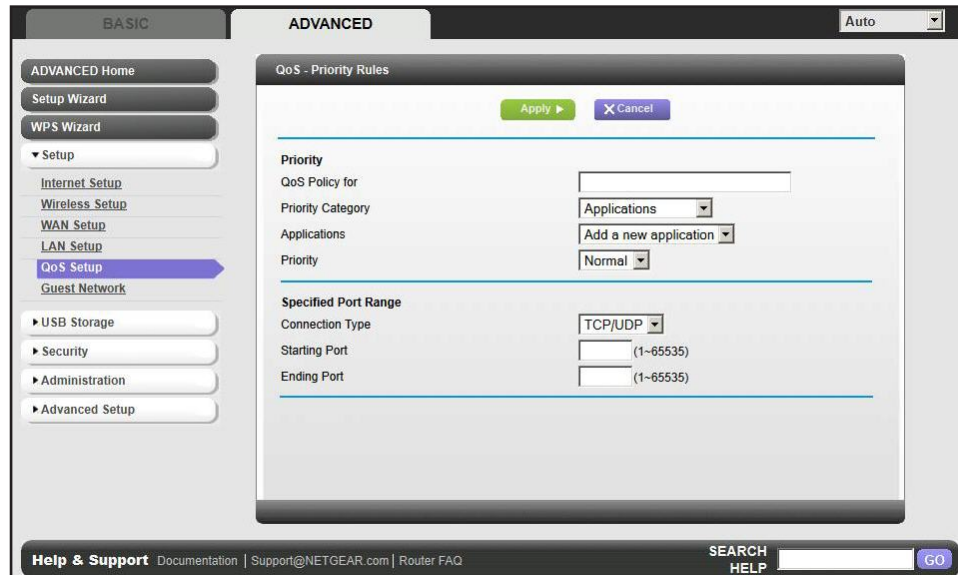 BASIC
ADVANCED
Auto
ADVANCED Home
Setup Wizard
WPS Wizard
Setup
Internet Setup
Wireless Setup
WAN Setup
LAN Setup
QoS Setup
Guest Network
USB Storage
Security
Administration
Advanced Setup
QoS - Priority Rules
Apply
Cancel
Priority
QoS Policy for
Priority Category Applications
Applications Add a new application
Priority Normal
Specified Port Range
Connection Type TCP/UDP
Starting Port (1~65535)
Ending Port (1~65535)
Help & Support Documentation | Support@NETGEAR.com | Router FAQ
SEARCH
HELP
GO